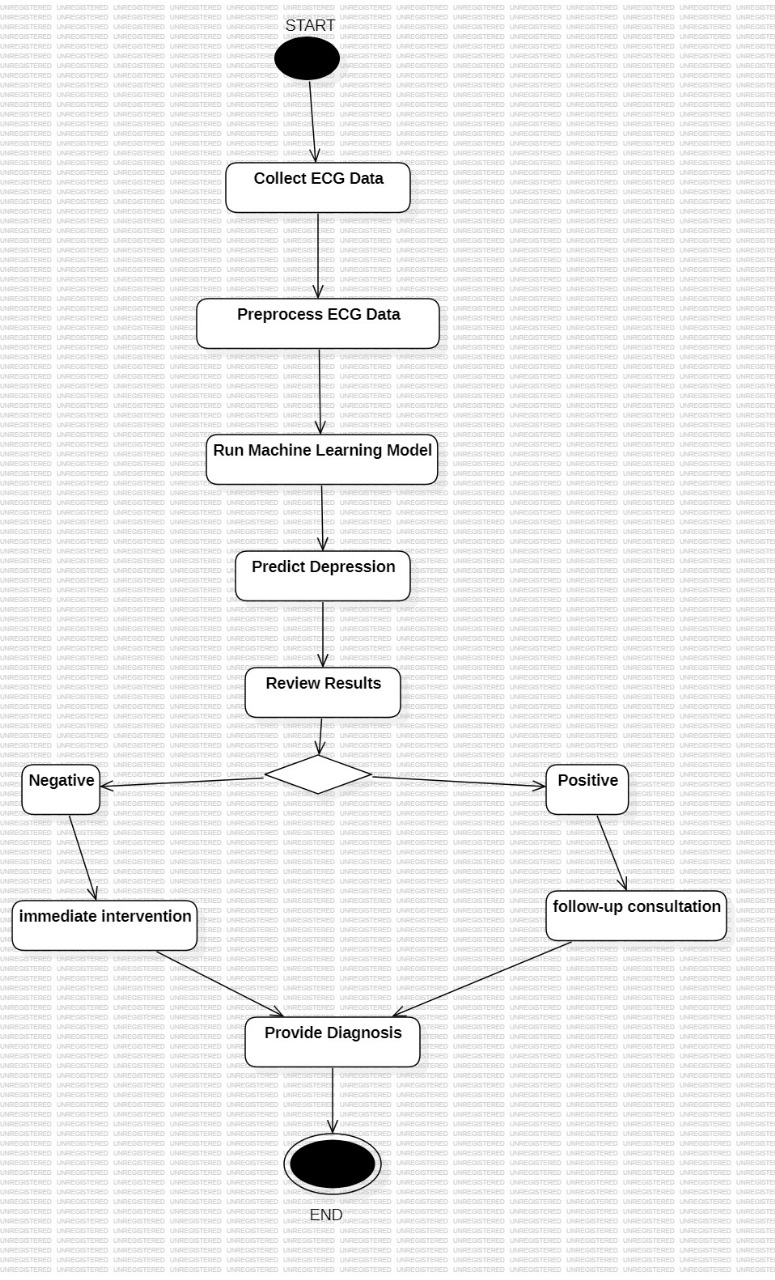 START
Collect ECG Data
Preprocess ECG Data
Run Machine Learning Model
Predict Depression
Review Results
Negative
Positive
immediate intervention
follow-up consultation
Provide Diagnosis
END
UNREGISTERED